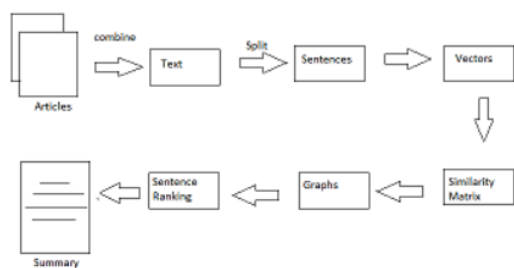 combine
Split
Text
Sentences
Vectors
Articles
Similarity
Matrix
Graphs
Sentence
Ranking
Summary